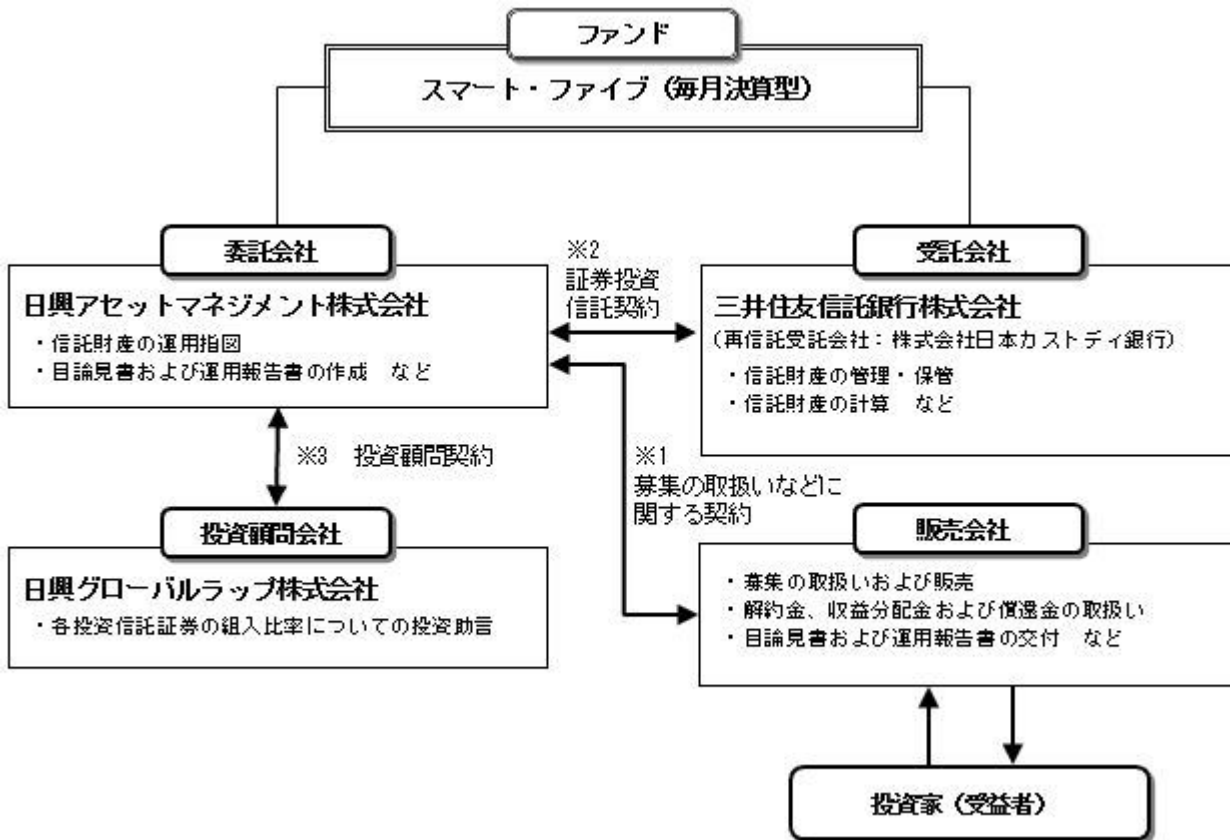 ファンド
スマート・ファイブ（毎月決算型）
委託会社
日興アセットマネジメント株式会社
・信託財産の運用指図
・目論見書および運用報告書の作成　など
※2
証券投資
信託契約
受託会社
三井住友信託銀行株式会社
（再信託受託会社：株式会社日本カストディ銀行）
・信託財産の管理・保管
・信託財産の計算　など
※3　投資顧問契約
※1
募集の取扱いなどに
関する契約
投資顧問会社
日興グローバルラップ株式会社
・各投資信託証券の組入比率についての投資助言
販売会社
・募集の取扱いおよび販売
・解約金、収益分配金および償還金の取扱い
・目論見書および運用報告書の交付　など
投資家（受益者）